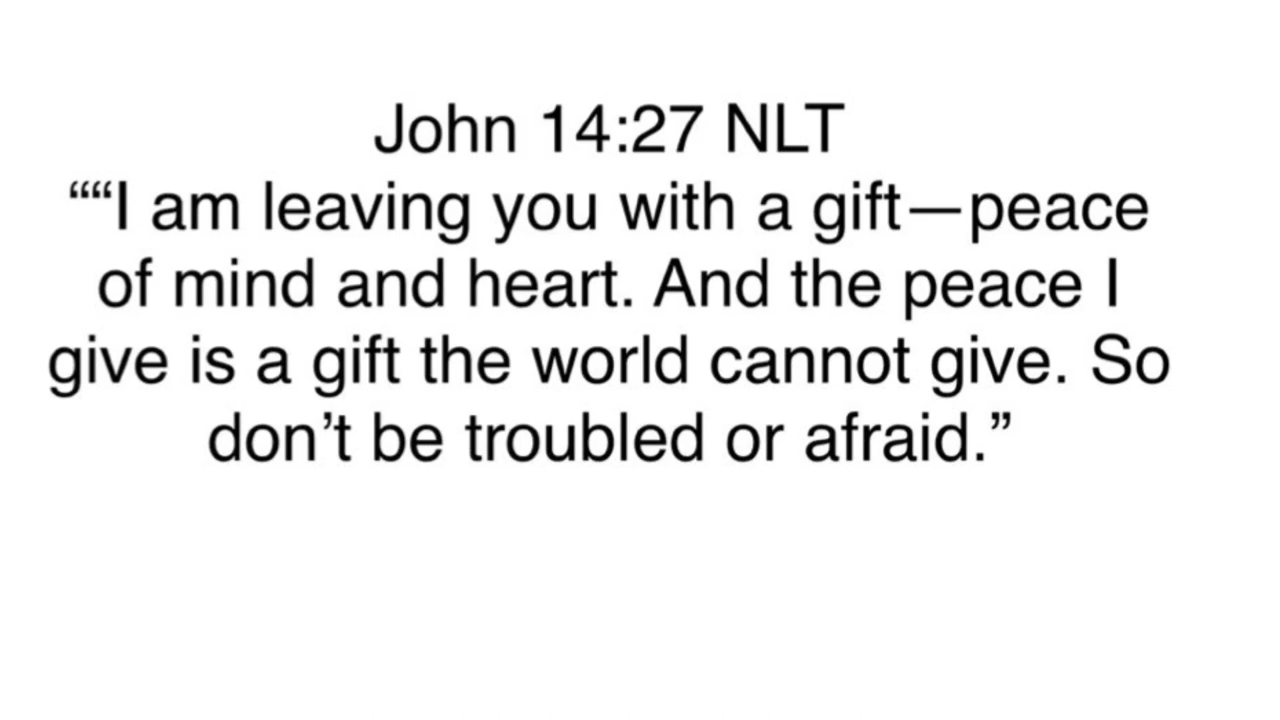 John 14:27 NLT
““I am leaving you with a gift—peace
of mind and heart. And the peace I
give is a gift the world cannot give. So
don’t be troubled or afraid.”